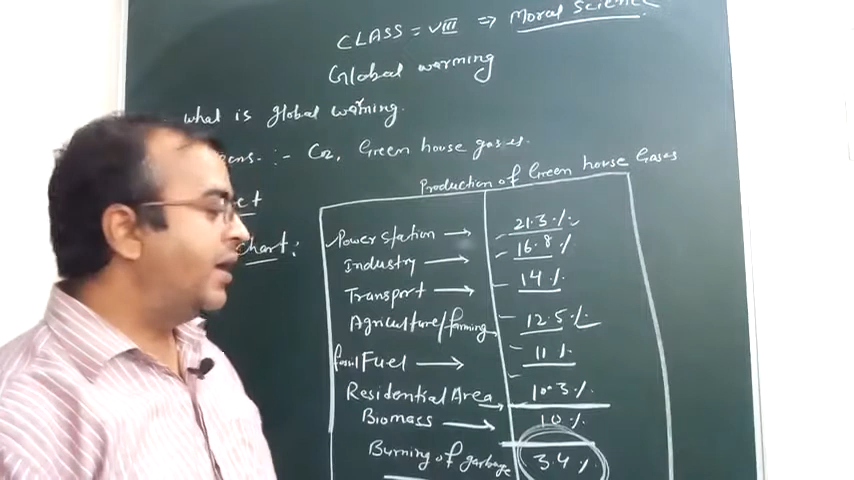 CLASS = VIII ⇒ Moral Science
Global warming
what is global warming.
:- Co2, Green house gases.
Production of Green house Gases
Chart:
Power station → 21.3%
Industry → 16.8%
Transport → 14%
Agriculture/farming 12.5%
fossil Fuel → 11%
Residential Area → 10.3%
Biomass → 10%
Burning of garbage 3.4%